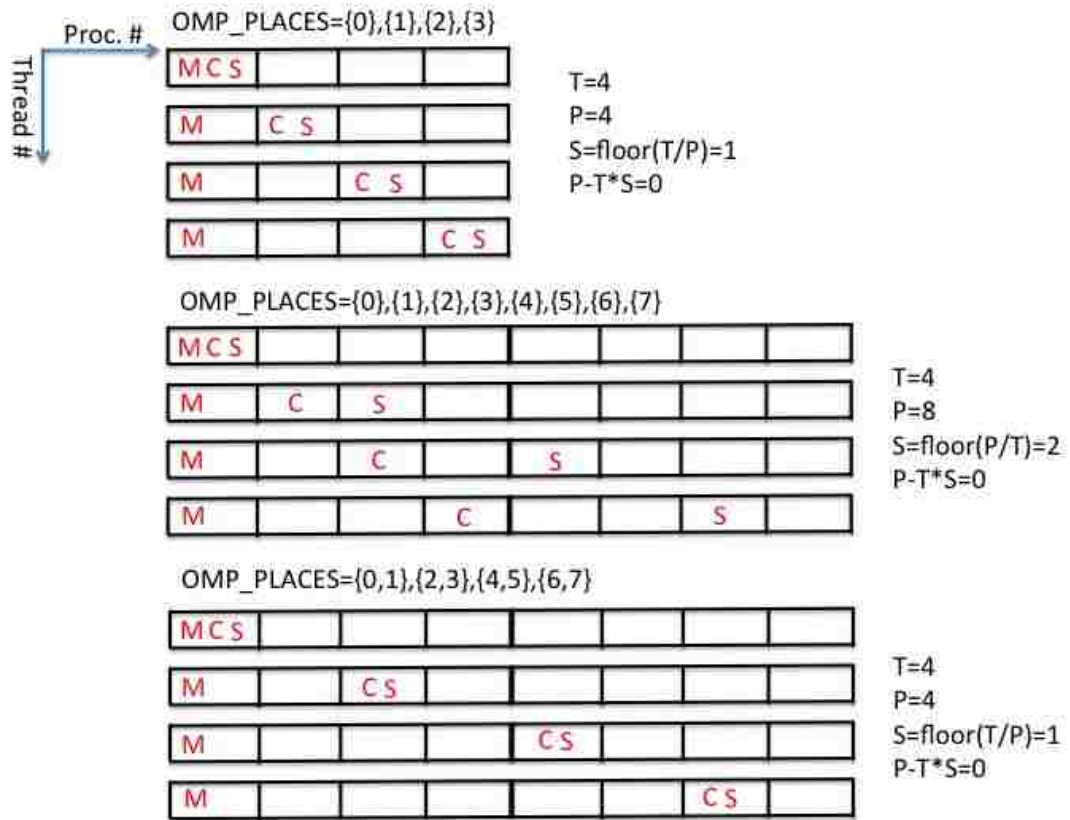 OMP_PLACES={0},{1},{2},{3}
Proc. #
Thread #
M C S
M C S
M C S
M C S
T=4
P=4
S=floor(T/P)=1
P-T*S=0
OMP_PLACES={0},{1},{2},{3},{4},{5},{6},{7}
M C S
M C S
M C S
M C S
T=4
P=8
S=floor(P/T)=2
P-T*S=0
OMP_PLACES={0,1},{2,3},{4,5},{6,7}
M C S
M C S
M C S
M C S
T=4
P=4
S=floor(T/P)=1
P-T*S=0